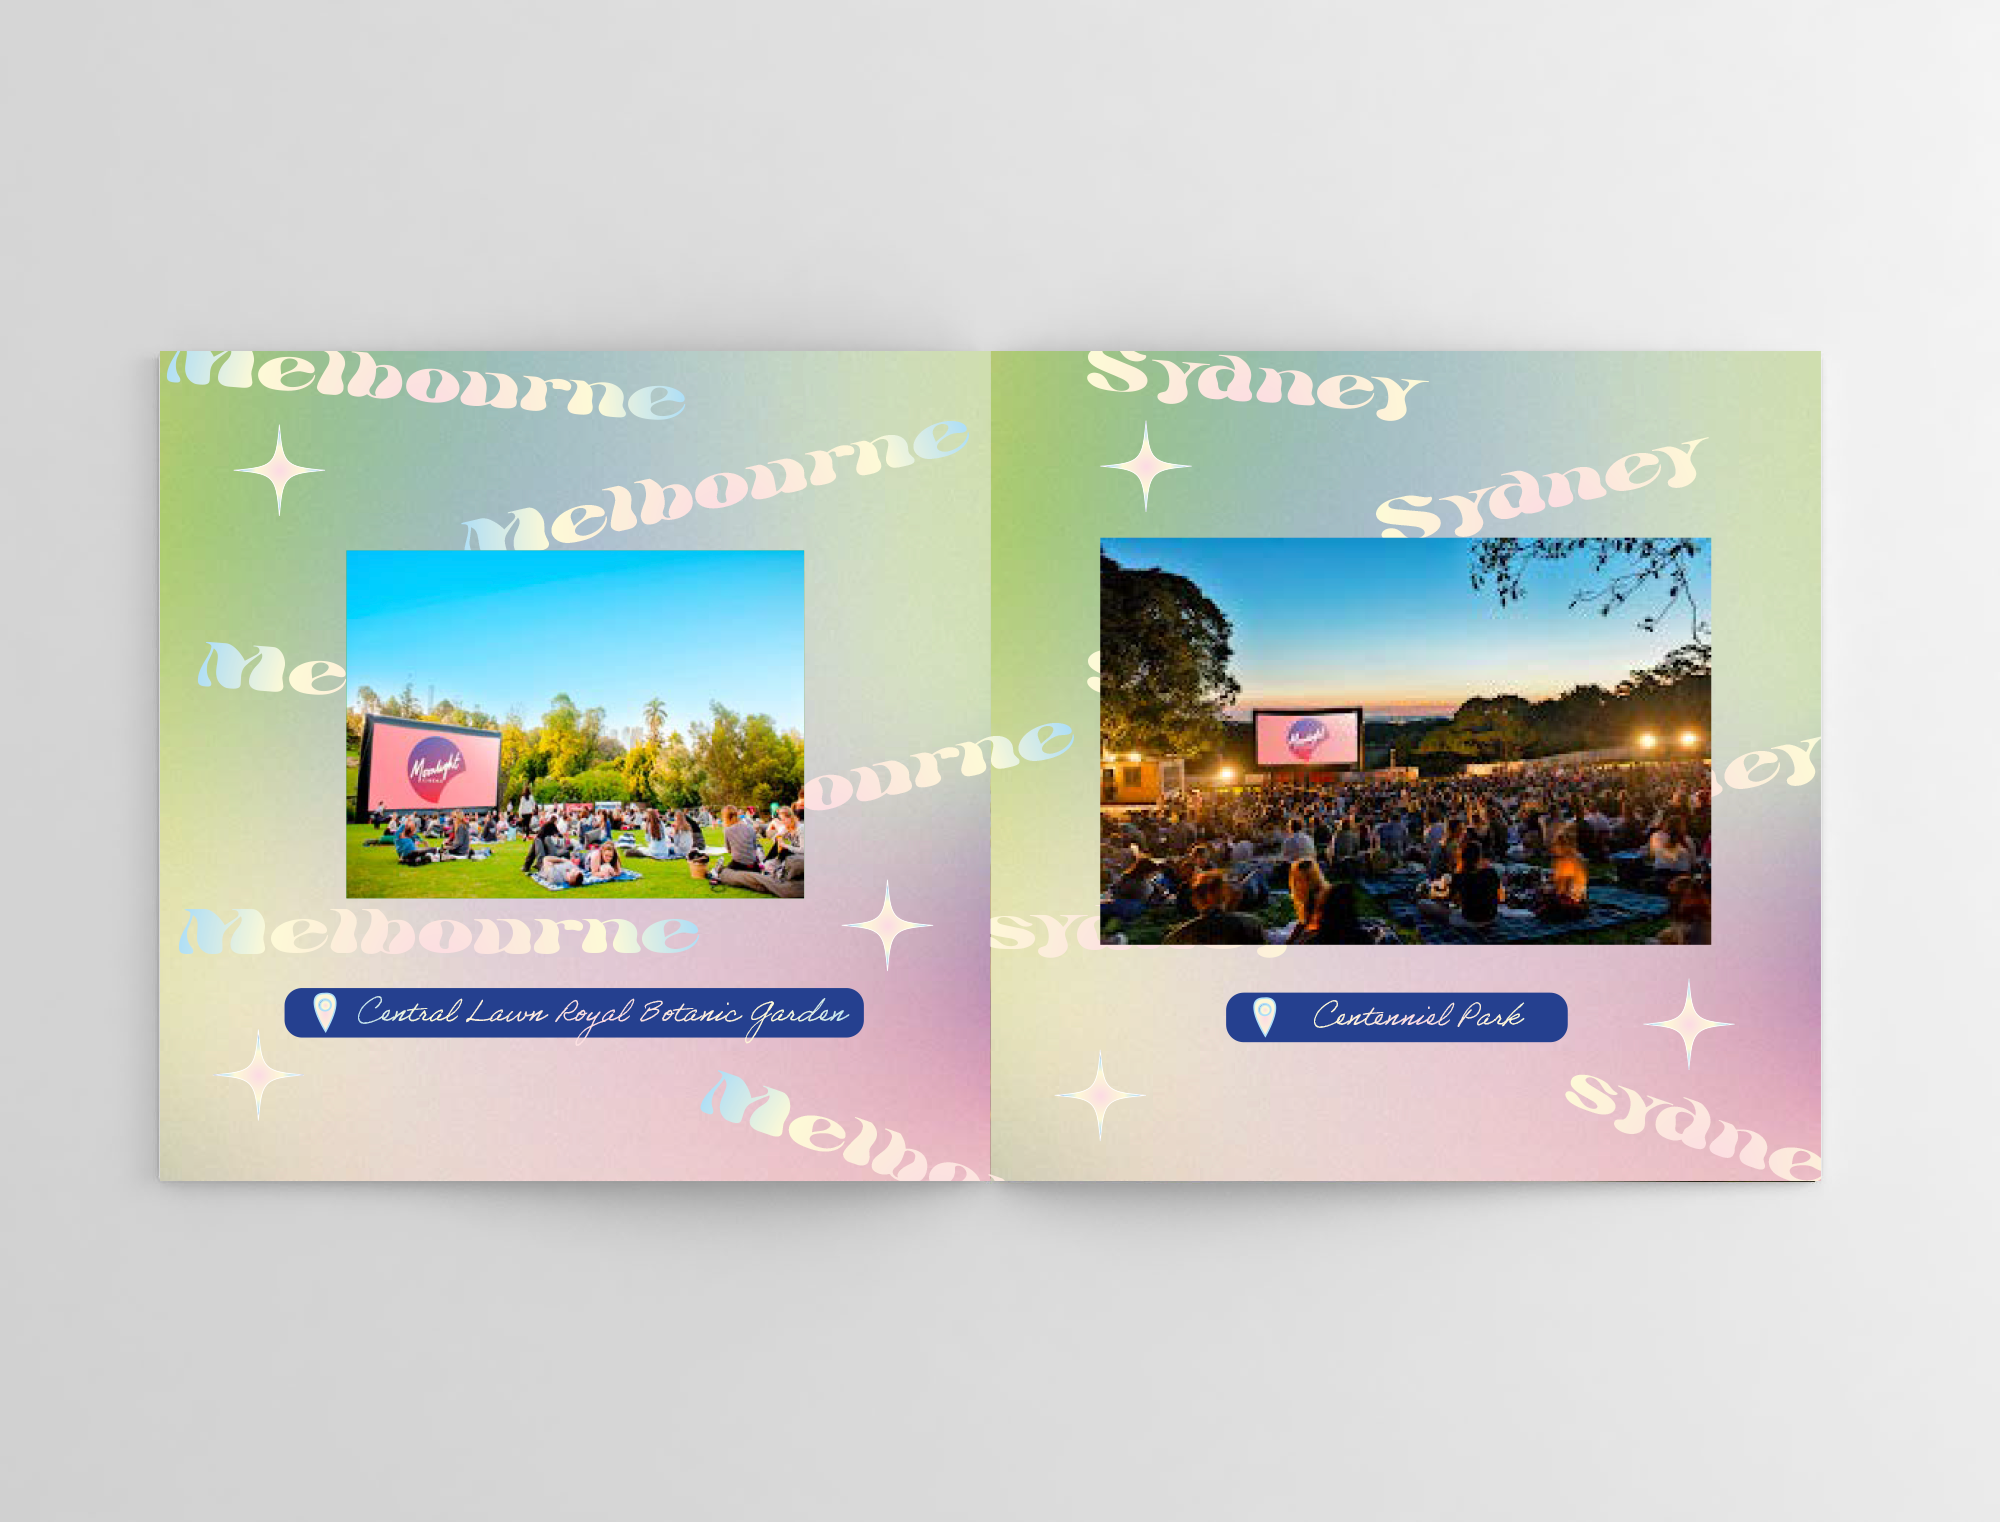 Melbourne
Melbourne
Me
ourne
Moonlight
CINEMA
Melbourne
Central Lawn Royal Botanic Garden
Melbo
Sydney
Sydney
S
Moonlight
ey
Sy
Centenniel Park
Sydne